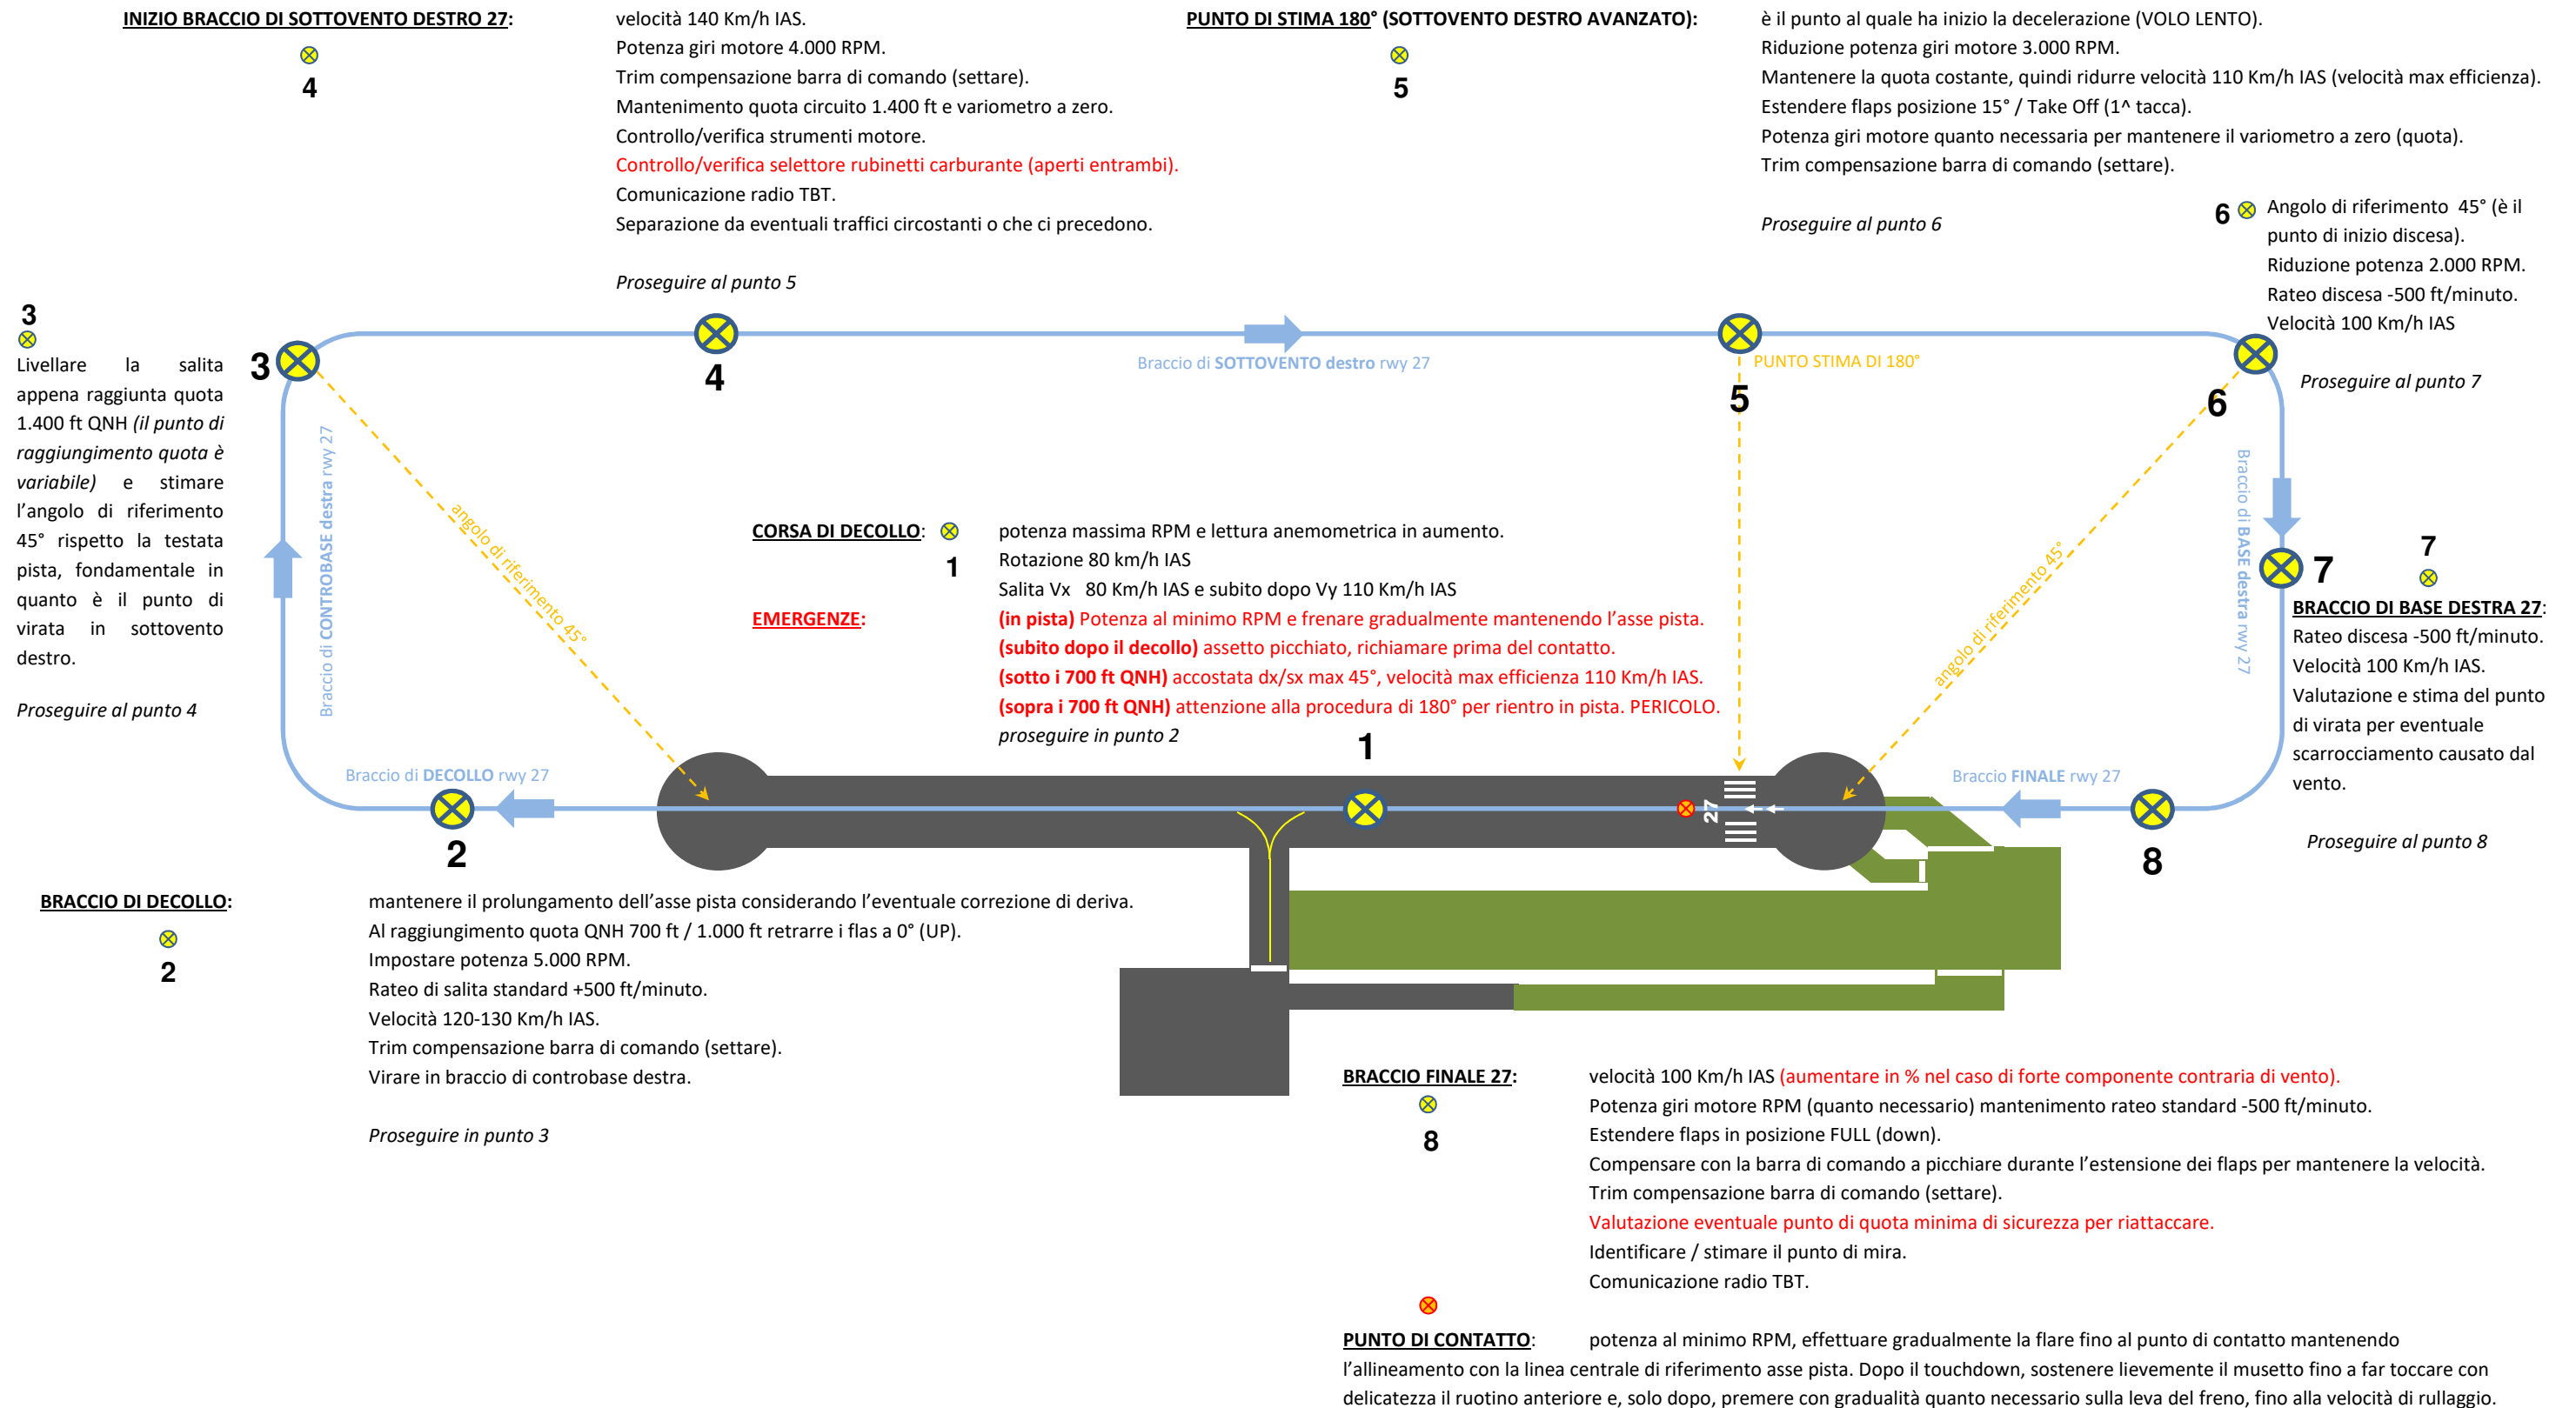 INIZIO BRACCIO DI SOTTOVENTO DESTRO 27:
4
velocità 140 Km/h IAS.
Potenza giri motore 4.000 RPM.
Trim compensazione barra di comando (settare).
Mantenimento quota circuito 1.400 ft e variometro a zero.
Controllo/verifica strumenti motore.
Controllo/verifica selettore rubinetti carburante (aperti entrambi).
Comunicazione radio TBT.
Separazione da eventuali traffici circostanti o che ci precedono.
Proseguire al punto 5
PUNTO DI STIMA 180° (SOTTOVENTO DESTRO AVANZATO):
5
è il punto al quale ha inizio la decelerazione (VOLO LENTO).
Riduzione potenza giri motore 3.000 RPM.
Mantenere la quota costante, quindi ridurre velocità 110 Km/h IAS (velocità max efficienza).
Estendere flaps posizione 15° / Take Off (1^ tacca).
Potenza giri motore quanto necessaria per mantenere il variometro a zero (quota).
Trim compensazione barra di comando (settare).
Proseguire al punto 6
6
Angolo di riferimento 45° (è il
punto di inizio discesa).
Riduzione potenza 2.000 RPM.
Rateo discesa -500 ft/minuto.
Velocità 100 Km/h IAS
Proseguire al punto 7
3
Livellare la salita
appena raggiunta quota
1.400 ft QNH (il punto di
raggiungimento quota è
variabile) e stimare
l'angolo di riferimento
45° rispetto la testata
pista, fondamentale in
quanto è il punto di
virata in sottovento
destro.
Proseguire al punto 4
3
4
Braccio di SOTTOVENTO destro rwy 27
PUNTO STIMA DI 180°
5
6
Braccio di CONTROBASE destra rwy 27
angolo di riferimento 45°
angolo di riferimento 45°
Braccio di BASE destra rwy 27
CORSA DI DECOLLO:
1
potenza massima RPM e lettura anemometrica in aumento.
Rotazione 80 km/h IAS
Salita Vx 80 Km/h IAS e subito dopo Vy 110 Km/h IAS
EMERGENZE:
(in pista) Potenza al minimo RPM e frenare gradualmente mantenendo l'asse pista.
(subito dopo il decollo) assetto picchiato, richiamare prima del contatto.
(sotto i 700 ft QNH) accostata dx/sx max 45°, velocità max efficienza 110 Km/h IAS.
(sopra i 700 ft QNH) attenzione alla procedura di 180° per rientro in pista. PERICOLO.
proseguire in punto 2
7
7
BRACCIO DI BASE DESTRA 27:
Rateo discesa -500 ft/minuto.
Velocità 100 Km/h IAS.
Valutazione e stima del punto
di virata per eventuale
scarrocciamento causato dal
vento.
Proseguire al punto 8
1
Braccio di DECOLLO rwy 27
2
27
Braccio FINALE rwy 27
8
BRACCIO DI DECOLLO:
2
mantenere il prolungamento dell'asse pista considerando l'eventuale correzione di deriva.
Al raggiungimento quota QNH 700 ft / 1.000 ft retrarre i flas a 0° (UP).
Impostare potenza 5.000 RPM.
Rateo di salita standard +500 ft/minuto.
Velocità 120-130 Km/h IAS.
Trim compensazione barra di comando (settare).
Virare in braccio di controbase destra.
Proseguire in punto 3
BRACCIO FINALE 27:
8
velocità 100 Km/h IAS (aumentare in % nel caso di forte componente contraria di vento).
Potenza giri motore RPM (quanto necessario) mantenimento rateo standard -500 ft/minuto.
Estendere flaps in posizione FULL (down).
Compensare con la barra di comando a picchiare durante l'estensione dei flaps per mantenere la velocità.
Trim compensazione barra di comando (settare).
Valutazione eventuale punto di quota minima di sicurezza per riattaccare.
Identificare / stimare il punto di mira.
Comunicazione radio TBT.
PUNTO DI CONTATTO: potenza al minimo RPM, effettuare gradualmente la flare fino al punto di contatto mantenendo
l'allineamento con la linea centrale di riferimento asse pista. Dopo il touchdown, sostenere lievemente il musetto fino a far toccare con
delicatezza il ruotino anteriore e, solo dopo, premere con gradualità quanto necessario sulla leva del freno, fino alla velocità di rullaggio.